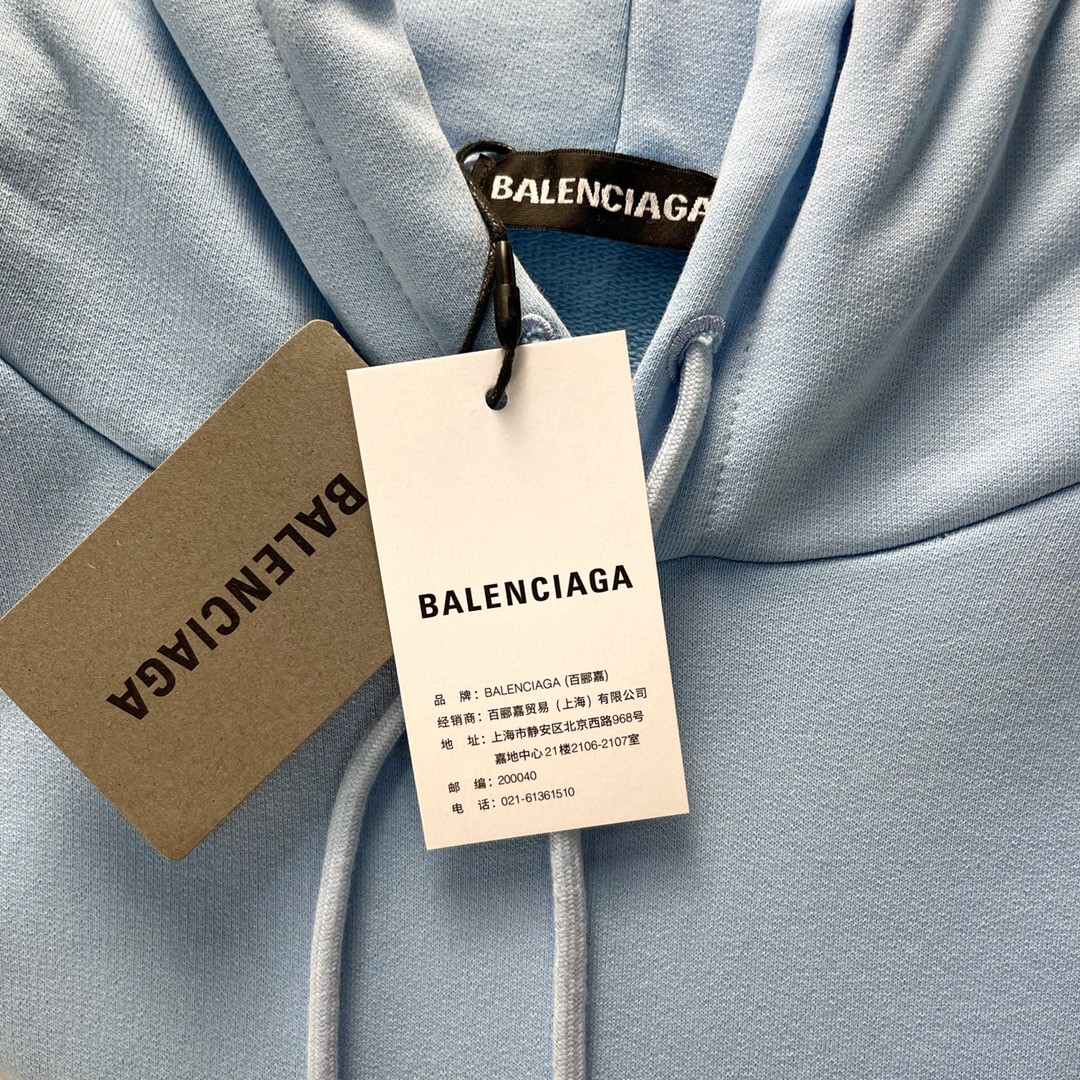 BALENCIAGA
BALENCIAGA
BALENCIAGA
品 牌：BALENCIAGA (百郦嘉)
经销商：百郦嘉贸易（上海）有限公司
地 址：上海市静安区北京西路968号
嘉地中心 21楼2106-2107室
邮 编：200040
电 话：021-61361510